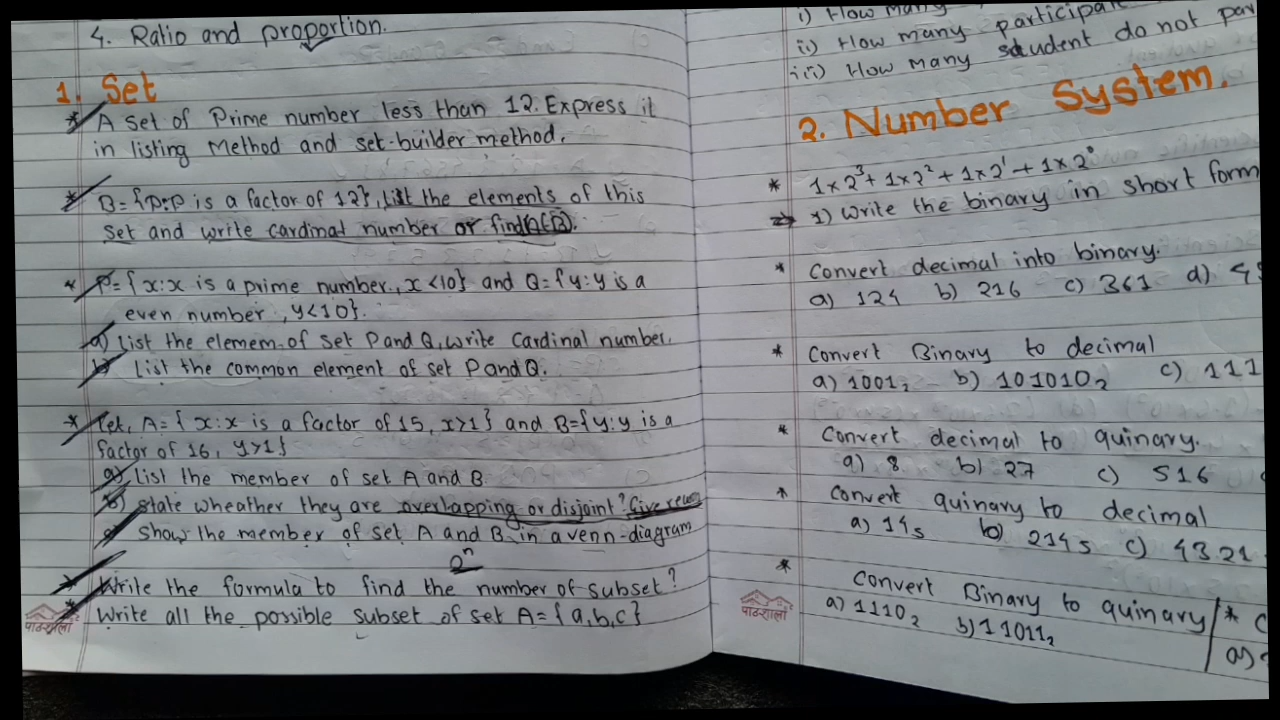 4. Ratio and proportion.
1. Set
* A set of Prime number less than 12. Express it
in listing Method and set-builder method.
* B = {P:P is a factor of 12}, list the elements of this
set and write cardinal number or find n(B).
* P = {x:x is a prime number, x <10} and Q = {y:y is a
even number, y<10}.
a) List the elemem of set P and Q, write Cardinal number.
b) List the common element of set P and Q.
* Let, A = { x:x is a factor of 15, x>1} and B={y:y is a
factor of 16, y>1}
a) List the member of set A and B
b) state wheather they are overlapping or disjoint? Give
c) show the member of set A and B in a venn-diagram
2ⁿ
* Write the formula to find the number of subset?
* Write all the possible subset of set A = {a,b,c}
पाठशाला
i) How many
ii) How many participan
iii) How many student do not par
2. Number System.
* 1×2³+ 1×2² + 1×2¹ + 1×2⁰
⇒ 1) Write the binary in short form
* Convert decimal into binary.
a) 124 b) 216 c) 361 d) 4
* Convert Binary to decimal
a) 1001₂ b) 101010₂ c) 111
* Convert decimal to quinary.
a) 8 b) 27 c) 516
* Convert quinary to decimal
a) 14₅ b) 214₅ c) 4321
* Convert Binary to quinary
a) 1110₂ b) 11011₂
* C
a)
पाठशाला